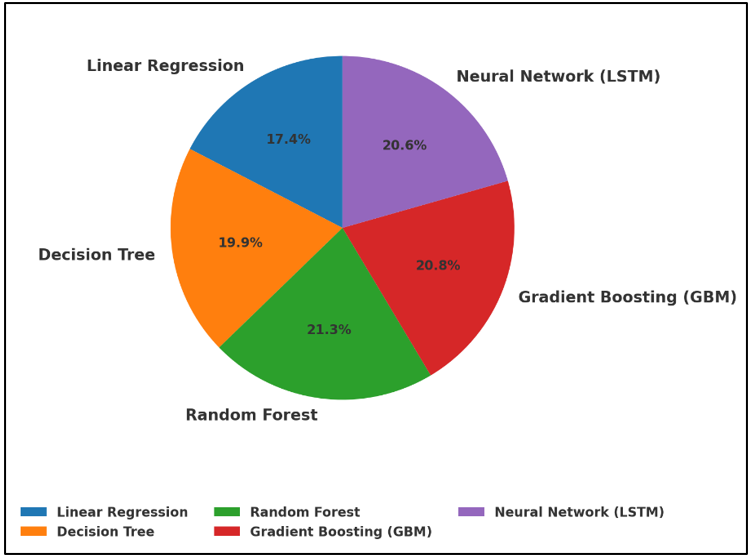 Linear Regression
Neural Network (LSTM)
17.4%
20.6%
Decision Tree
19.9%
20.8%
Gradient Boosting (GBM)
21.3%
Random Forest
Linear Regression
Random Forest
Neural Network (LSTM)
Decision Tree
Gradient Boosting (GBM)